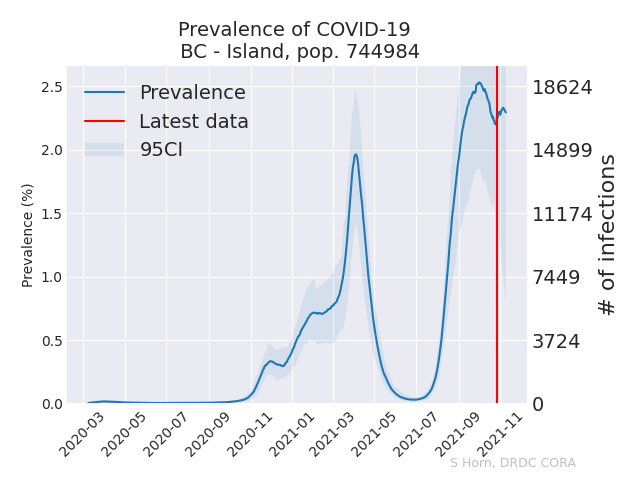 Prevalence of COVID-19
BC - Island, pop. 744984
Prevalence
Latest data
95CI
Prevalence (%)
2.5
2.0
1.5
1.0
0.5
0.0
18624
14899
11174
7449
3724
0
# of infections
2020-03
2020-05
2020-07
2020-09
2020-11
2021-01
2021-03
2021-05
2021-07
2021-09
2021-11
S Horn, DRDC CORA